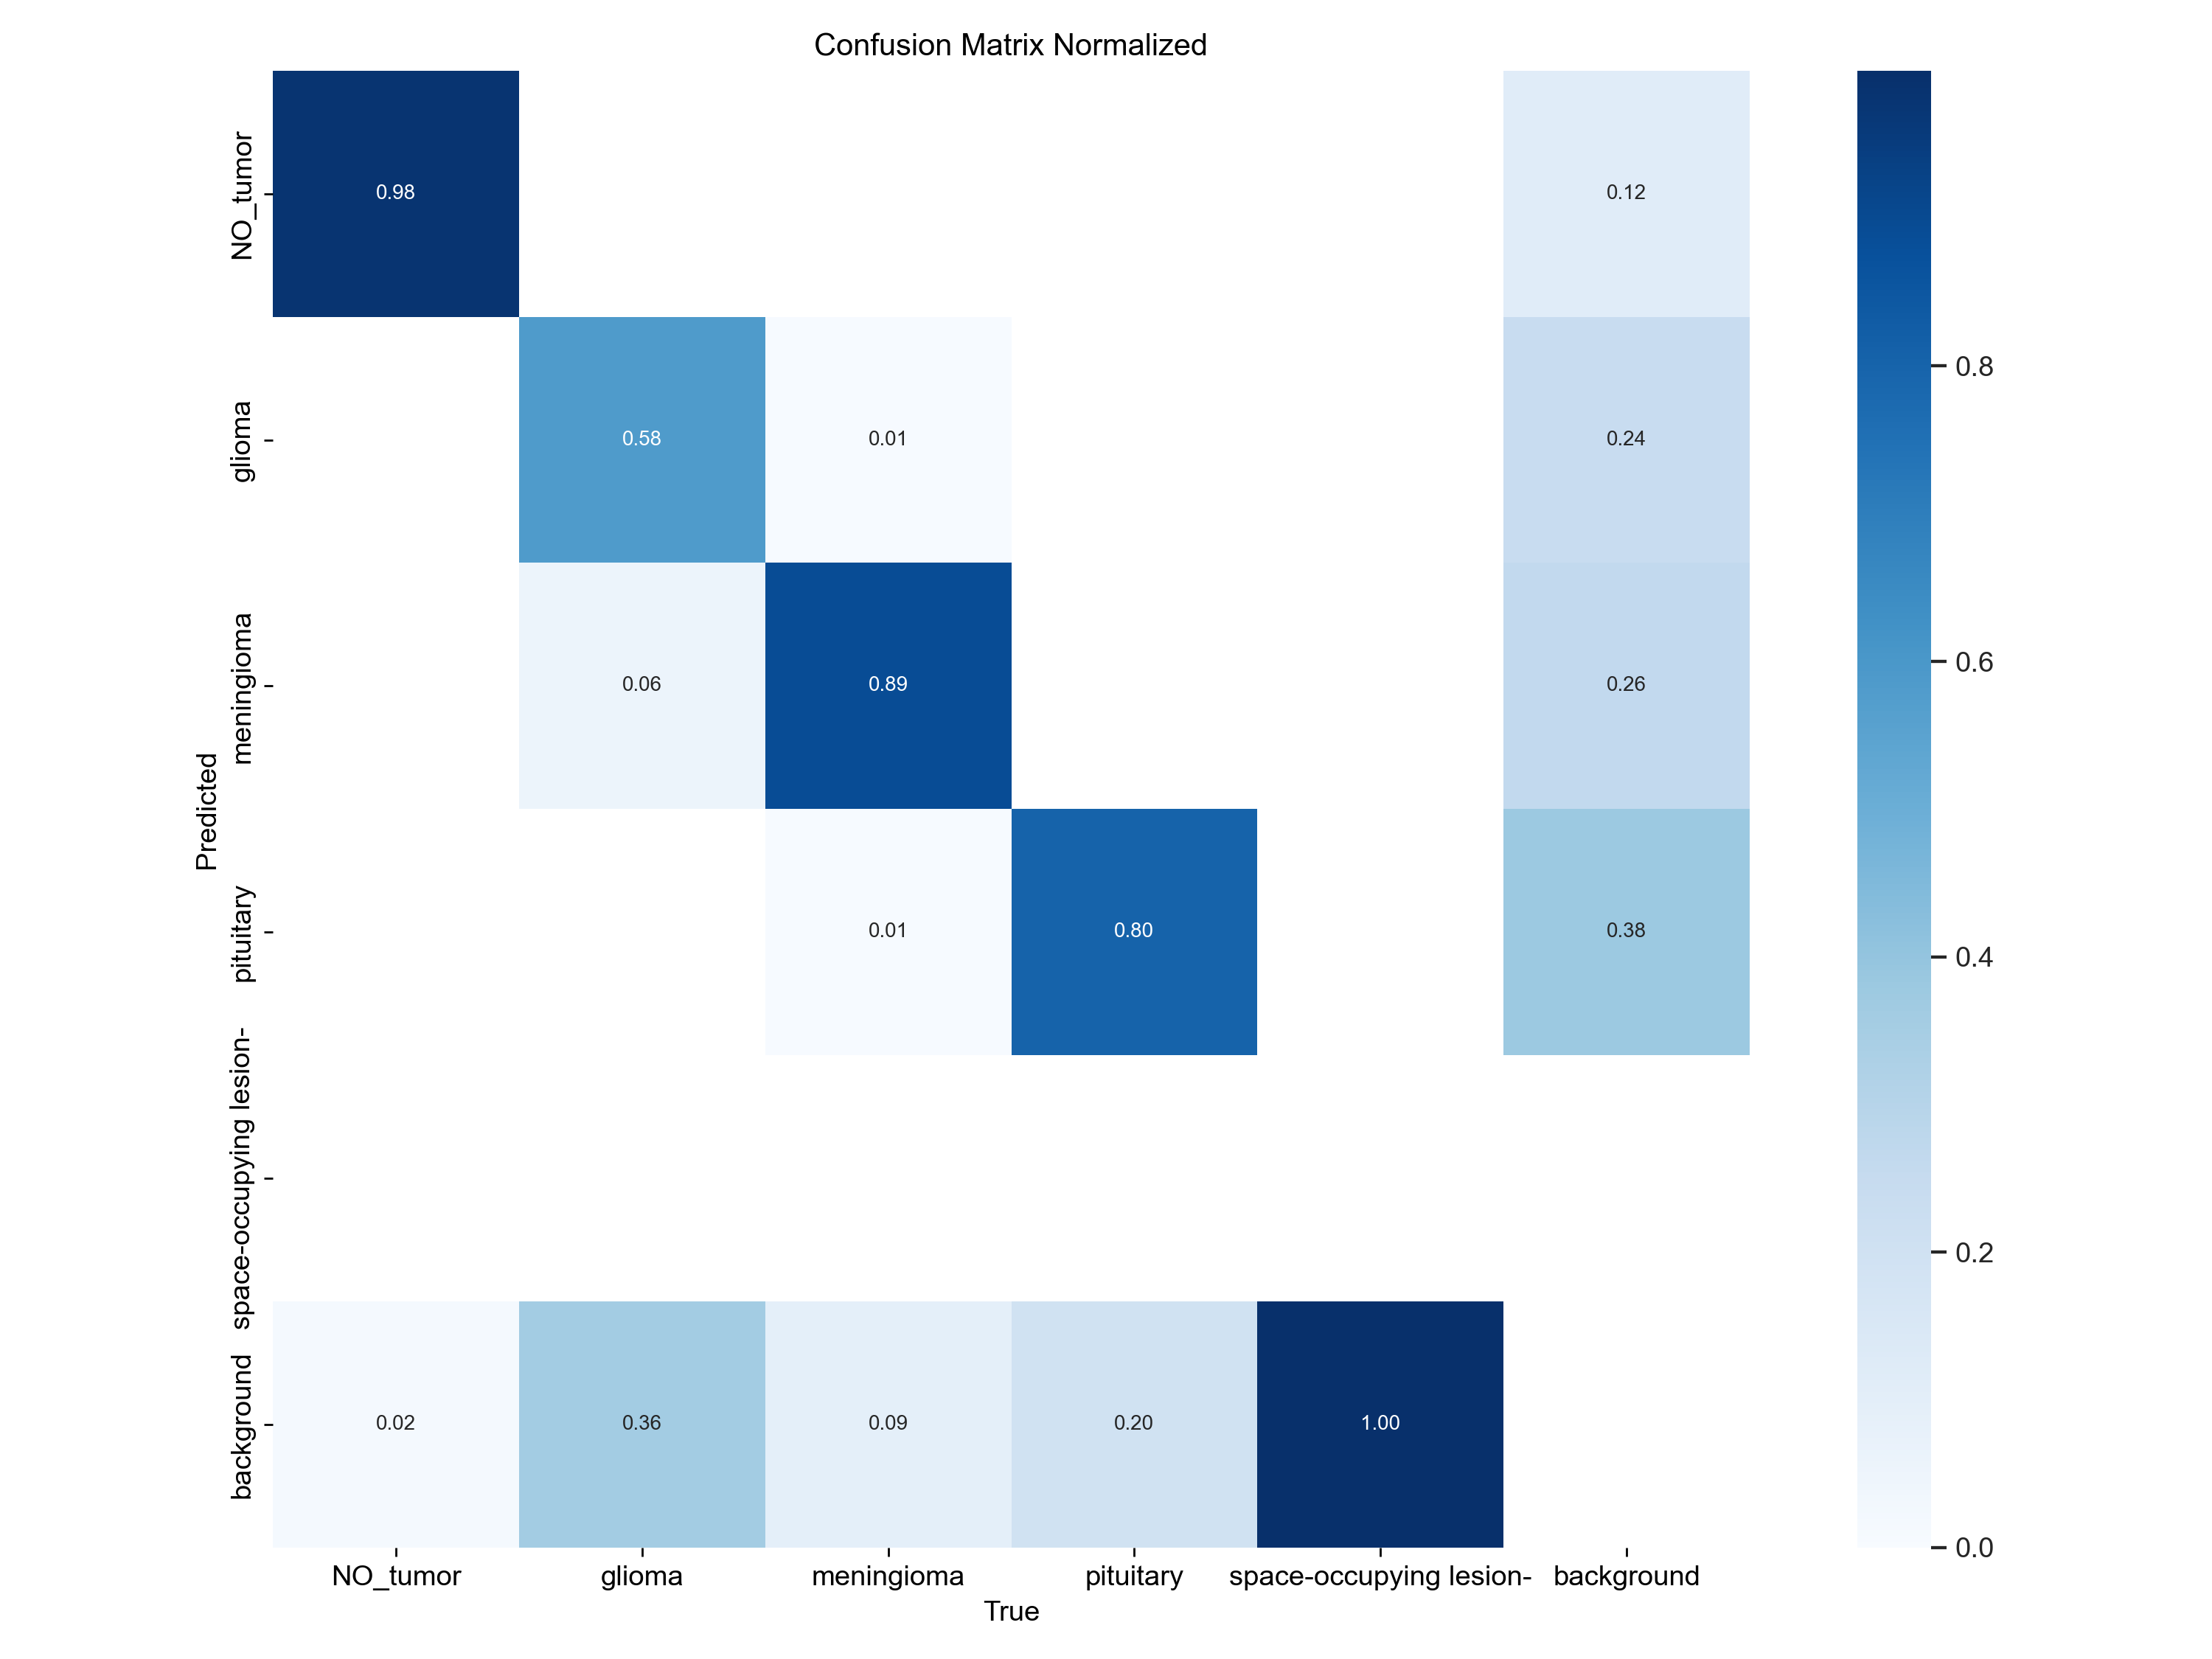 Confusion Matrix Normalized
NO_tumor
0.98
0.12
0.8
glioma
0.58
0.01
0.24
0.6
meningioma
0.06
0.89
0.26
Predicted
pituitary
0.01
0.80
0.38
0.4
space-occupying lesion-
0.2
background
0.02
0.36
0.09
0.20
1.00
0.0
NO_tumor
glioma
meningioma
pituitary
space-occupying lesion-
background
True